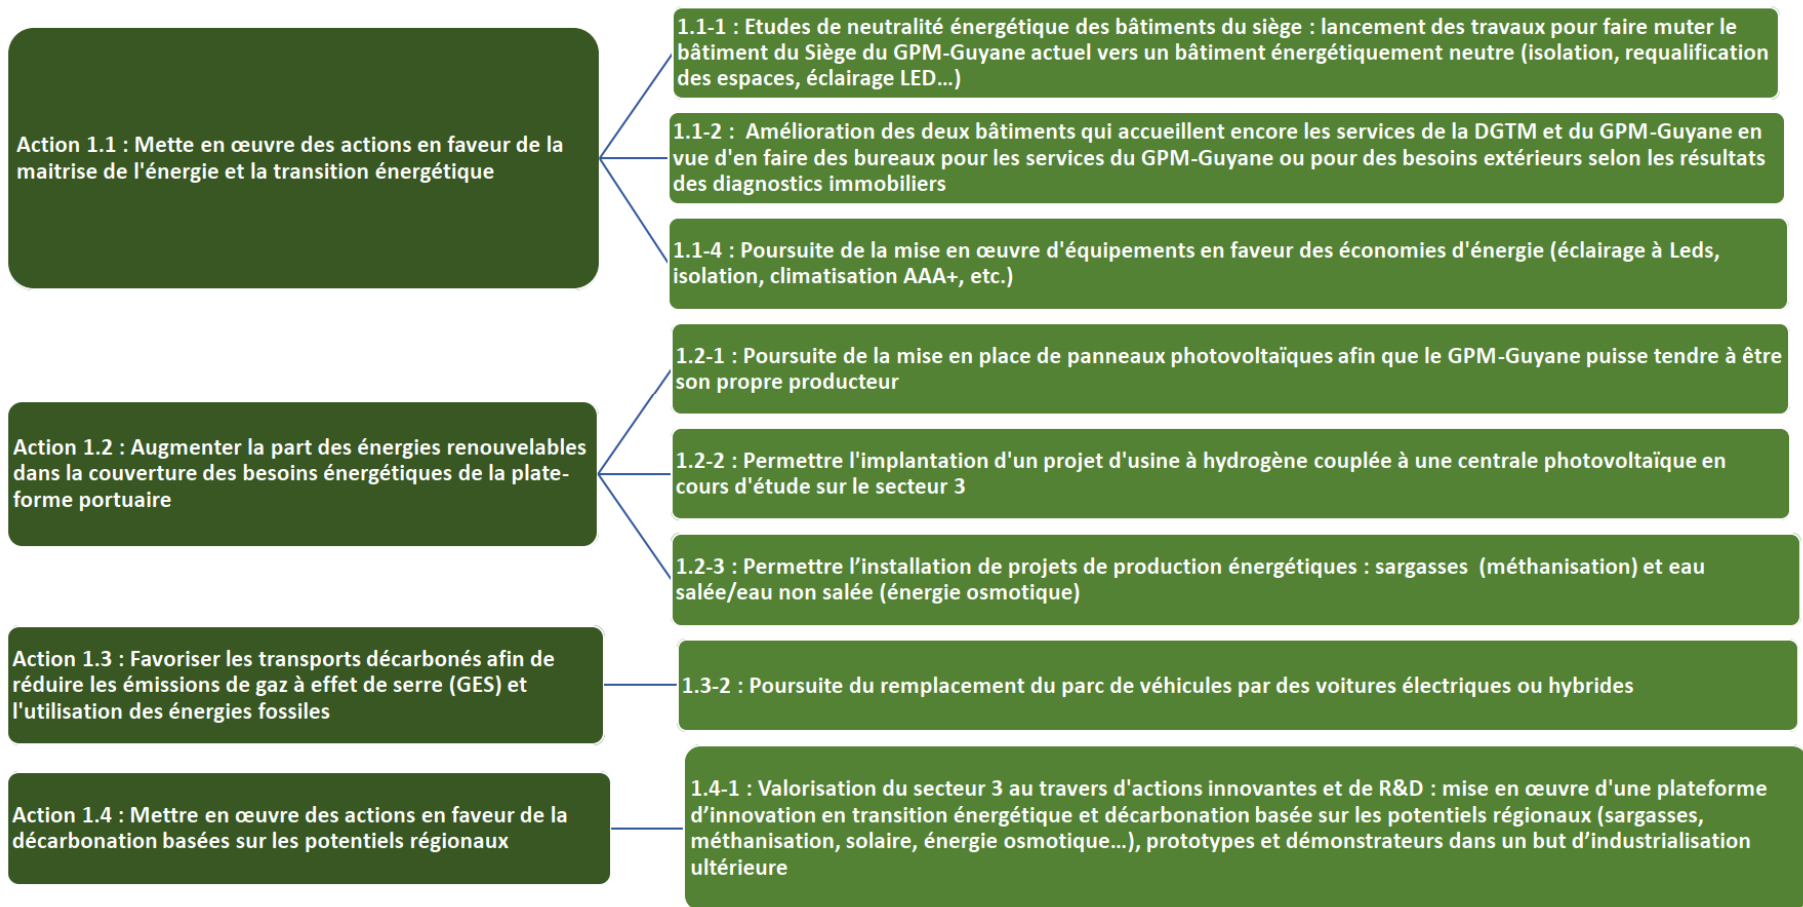 Action 1.1 : Mette en œuvre des actions en faveur de la
maitrise de l'énergie et la transition énergétique
1.1-1 : Etudes de neutralité énergétique des bâtiments du siège : lancement des travaux pour faire muter le
bâtiment du Siège du GPM-Guyane actuel vers un bâtiment énergétiquement neutre (isolation, requalification
des espaces, éclairage LED…)
1.1-2 :  Amélioration des deux bâtiments qui accueillent encore les services de la DGTM et du GPM-Guyane en
vue d'en faire des bureaux pour les services du GPM-Guyane ou pour des besoins extérieurs selon les résultats
des diagnostics immobiliers
1.1-4 : Poursuite de la mise en œuvre d'équipements en faveur des économies d'énergie (éclairage à Leds,
isolation, climatisation AAA+, etc.)
Action 1.2 : Augmenter la part des énergies renouvelables
dans la couverture des besoins énergétiques de la plate-
forme portuaire
1.2-1 : Poursuite de la mise en place de panneaux photovoltaïques afin que le GPM-Guyane puisse tendre à être
son propre producteur
1.2-2 : Permettre l'implantation d'un projet d'usine à hydrogène couplée à une centrale photovoltaïque en
cours d'étude sur le secteur 3
1.2-3 : Permettre l’installation de projets de production énergétiques : sargasses  (méthanisation) et eau
salée/eau non salée (énergie osmotique)
Action 1.3 : Favoriser les transports décarbonés afin de
réduire les émissions de gaz à effet de serre (GES) et
l'utilisation des énergies fossiles
1.3-2 : Poursuite du remplacement du parc de véhicules par des voitures électriques ou hybrides
Action 1.4 : Mettre en œuvre des actions en faveur de la
décarbonation basées sur les potentiels régionaux
1.4-1 : Valorisation du secteur 3 au travers d'actions innovantes et de R&D : mise en œuvre d'une plateforme
d’innovation en transition énergétique et décarbonation basée sur les potentiels régionaux (sargasses,
méthanisation, solaire, énergie osmotique…), prototypes et démonstrateurs dans un but d’industrialisation
ultérieure